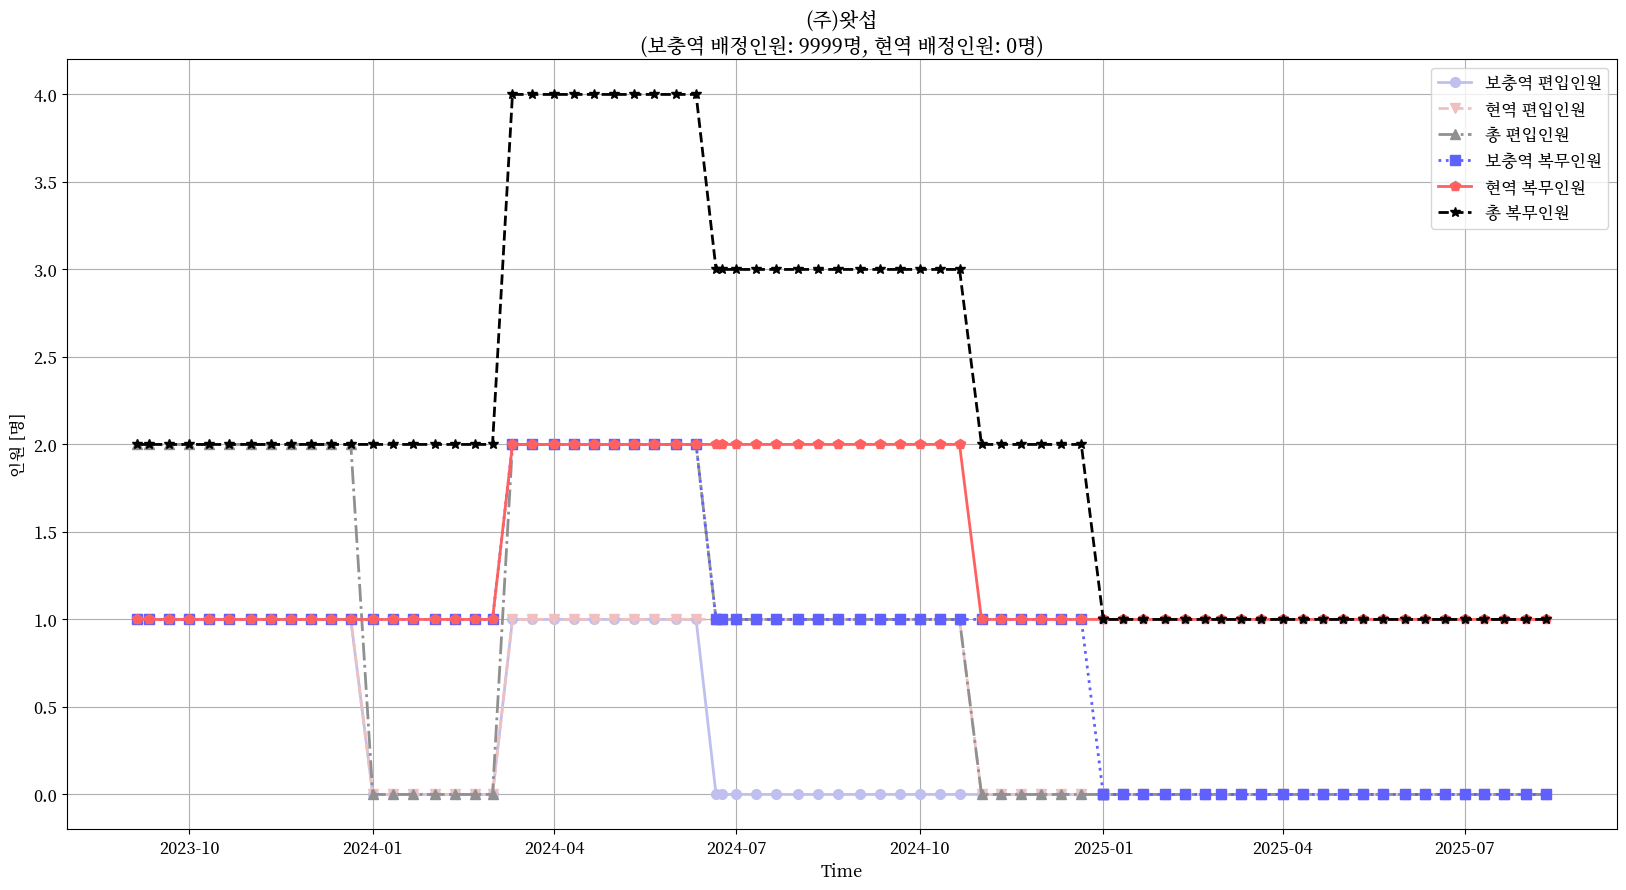 (주)왓섭
(보충역 배정인원: 9999명, 현역 배정인원: 0명)
보충역 편입인원
현역 편입인원
총 편입인원
보충역 복무인원
현역 복무인원
총 복무인원
인원 [명]
4.0
3.5
3.0
2.5
2.0
1.5
1.0
0.5
0.0
2023-10
2024-01
2024-04
2024-07
2024-10
2025-01
2025-04
2025-07
Time